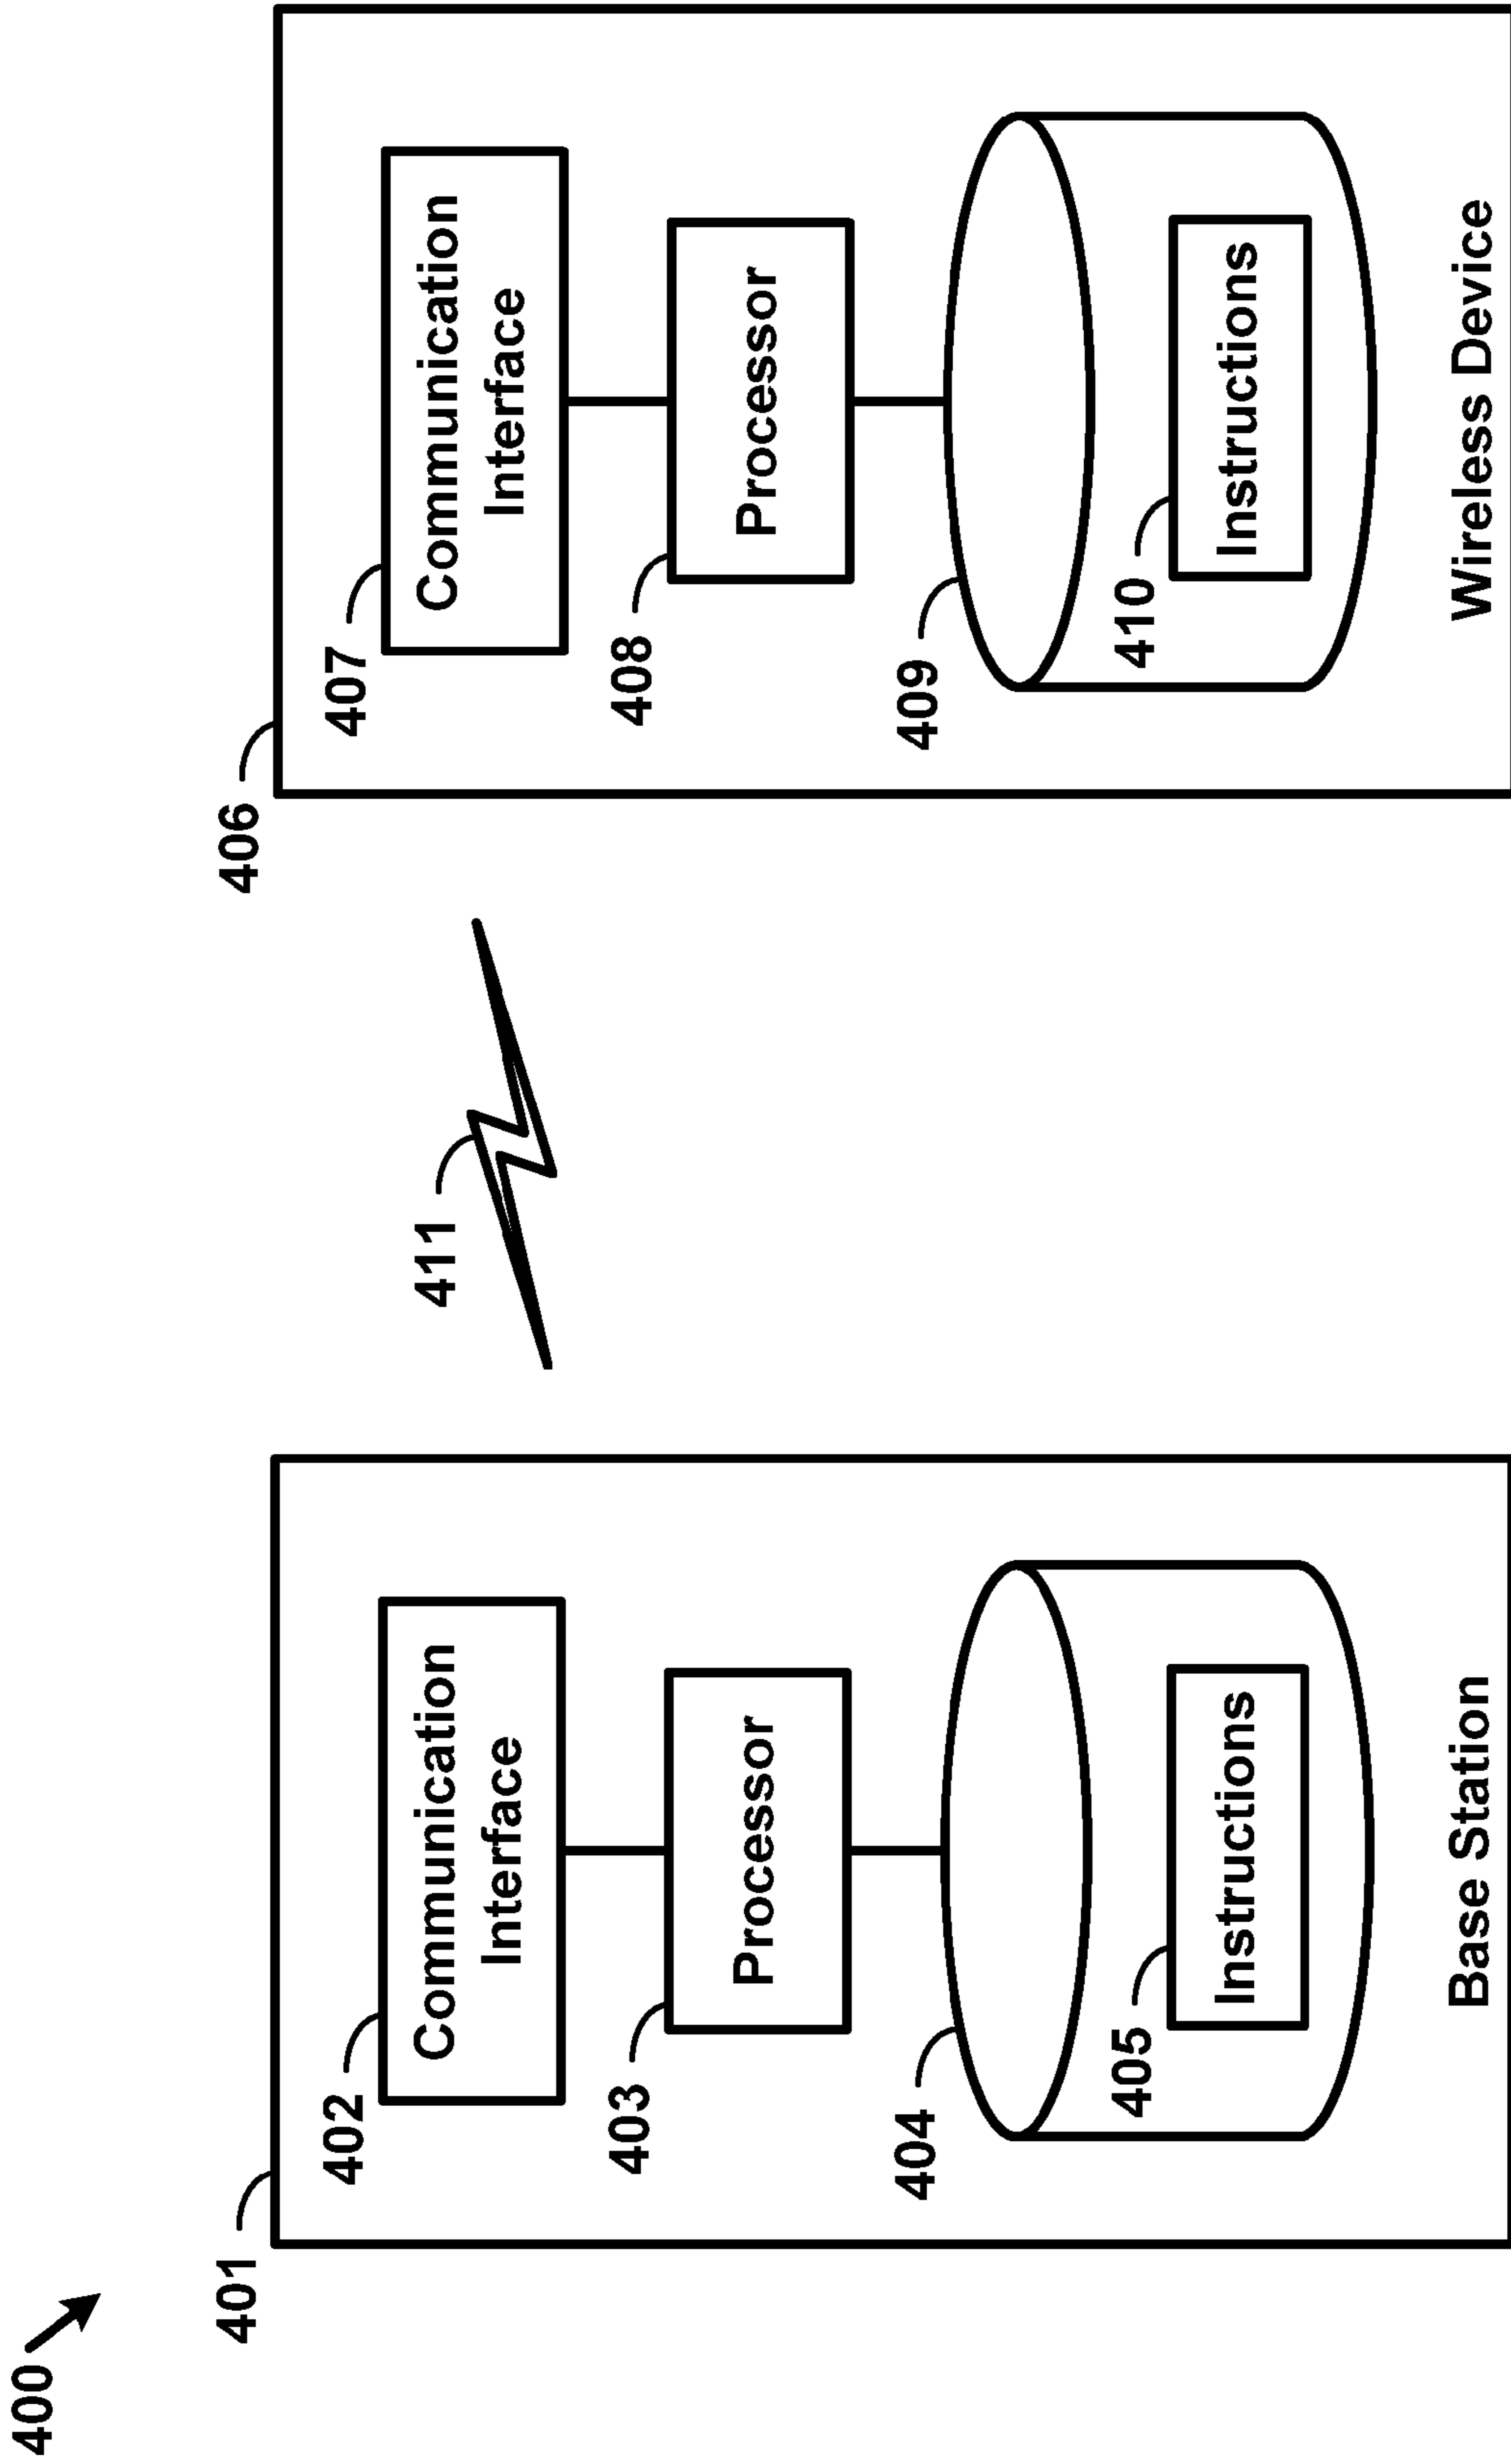 400
401
402
Communication
Interface
403
Processor
404
405
Instructions
Base Station
411
406
407
Communication
Interface
408
Processor
409
410
Instructions
Wireless Device